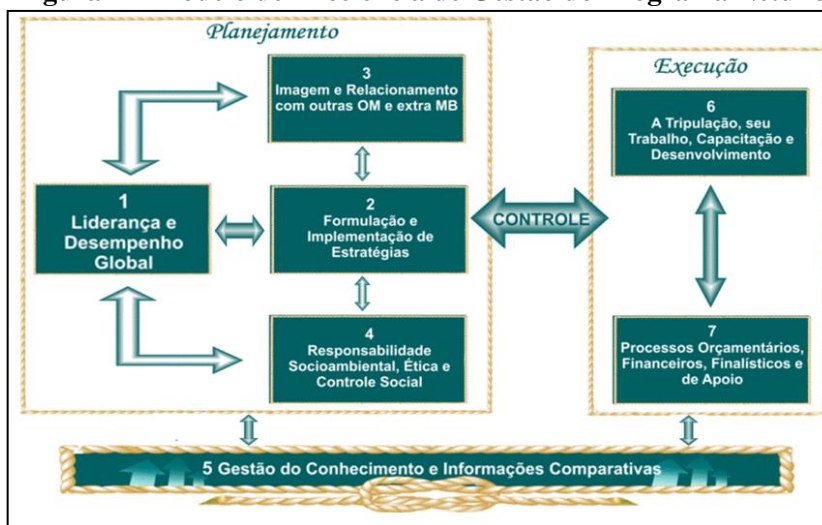 Planejamento
3
Imagem e Relacionamento
com outras OM e extra MB
1
Liderança e
Desempenho
Global
2
Formulação e
Implementação de
Estratégias
4
Responsabilidade
Socioambiental, Ética e
Controle Social
CONTROLE
Execução
6
A Tripulação, seu
Trabalho, Capacitação e
Desenvolvimento
7
Processos Orçamentários,
Financeiros, Finalísticos e
de Apoio
5 Gestão do Conhecimento e Informações Comparativas